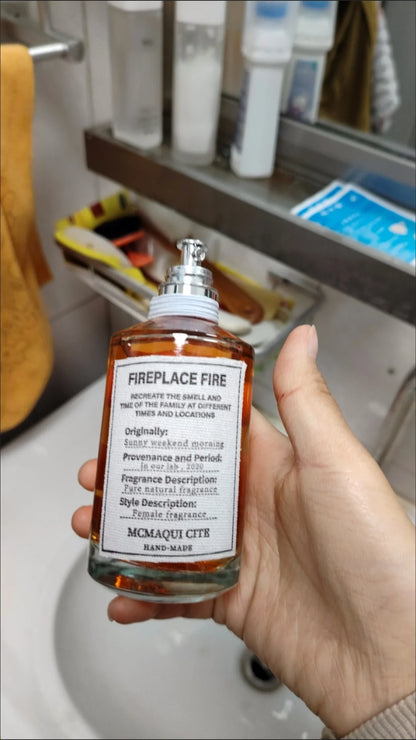 FIREPLACE FIRE
RECREATE THE SMELL AND
TIME OF THE FAMILY AT DIFFERENT
TIMES AND LOCATIONS
Originally:
Sunny weekend morning
Provenance and Period:
In our lab , 2020
Fragrance Description:
Pure natural fragrance
Style Description:
Female fragrance
MCMAQUI CITE
HAND-MADE